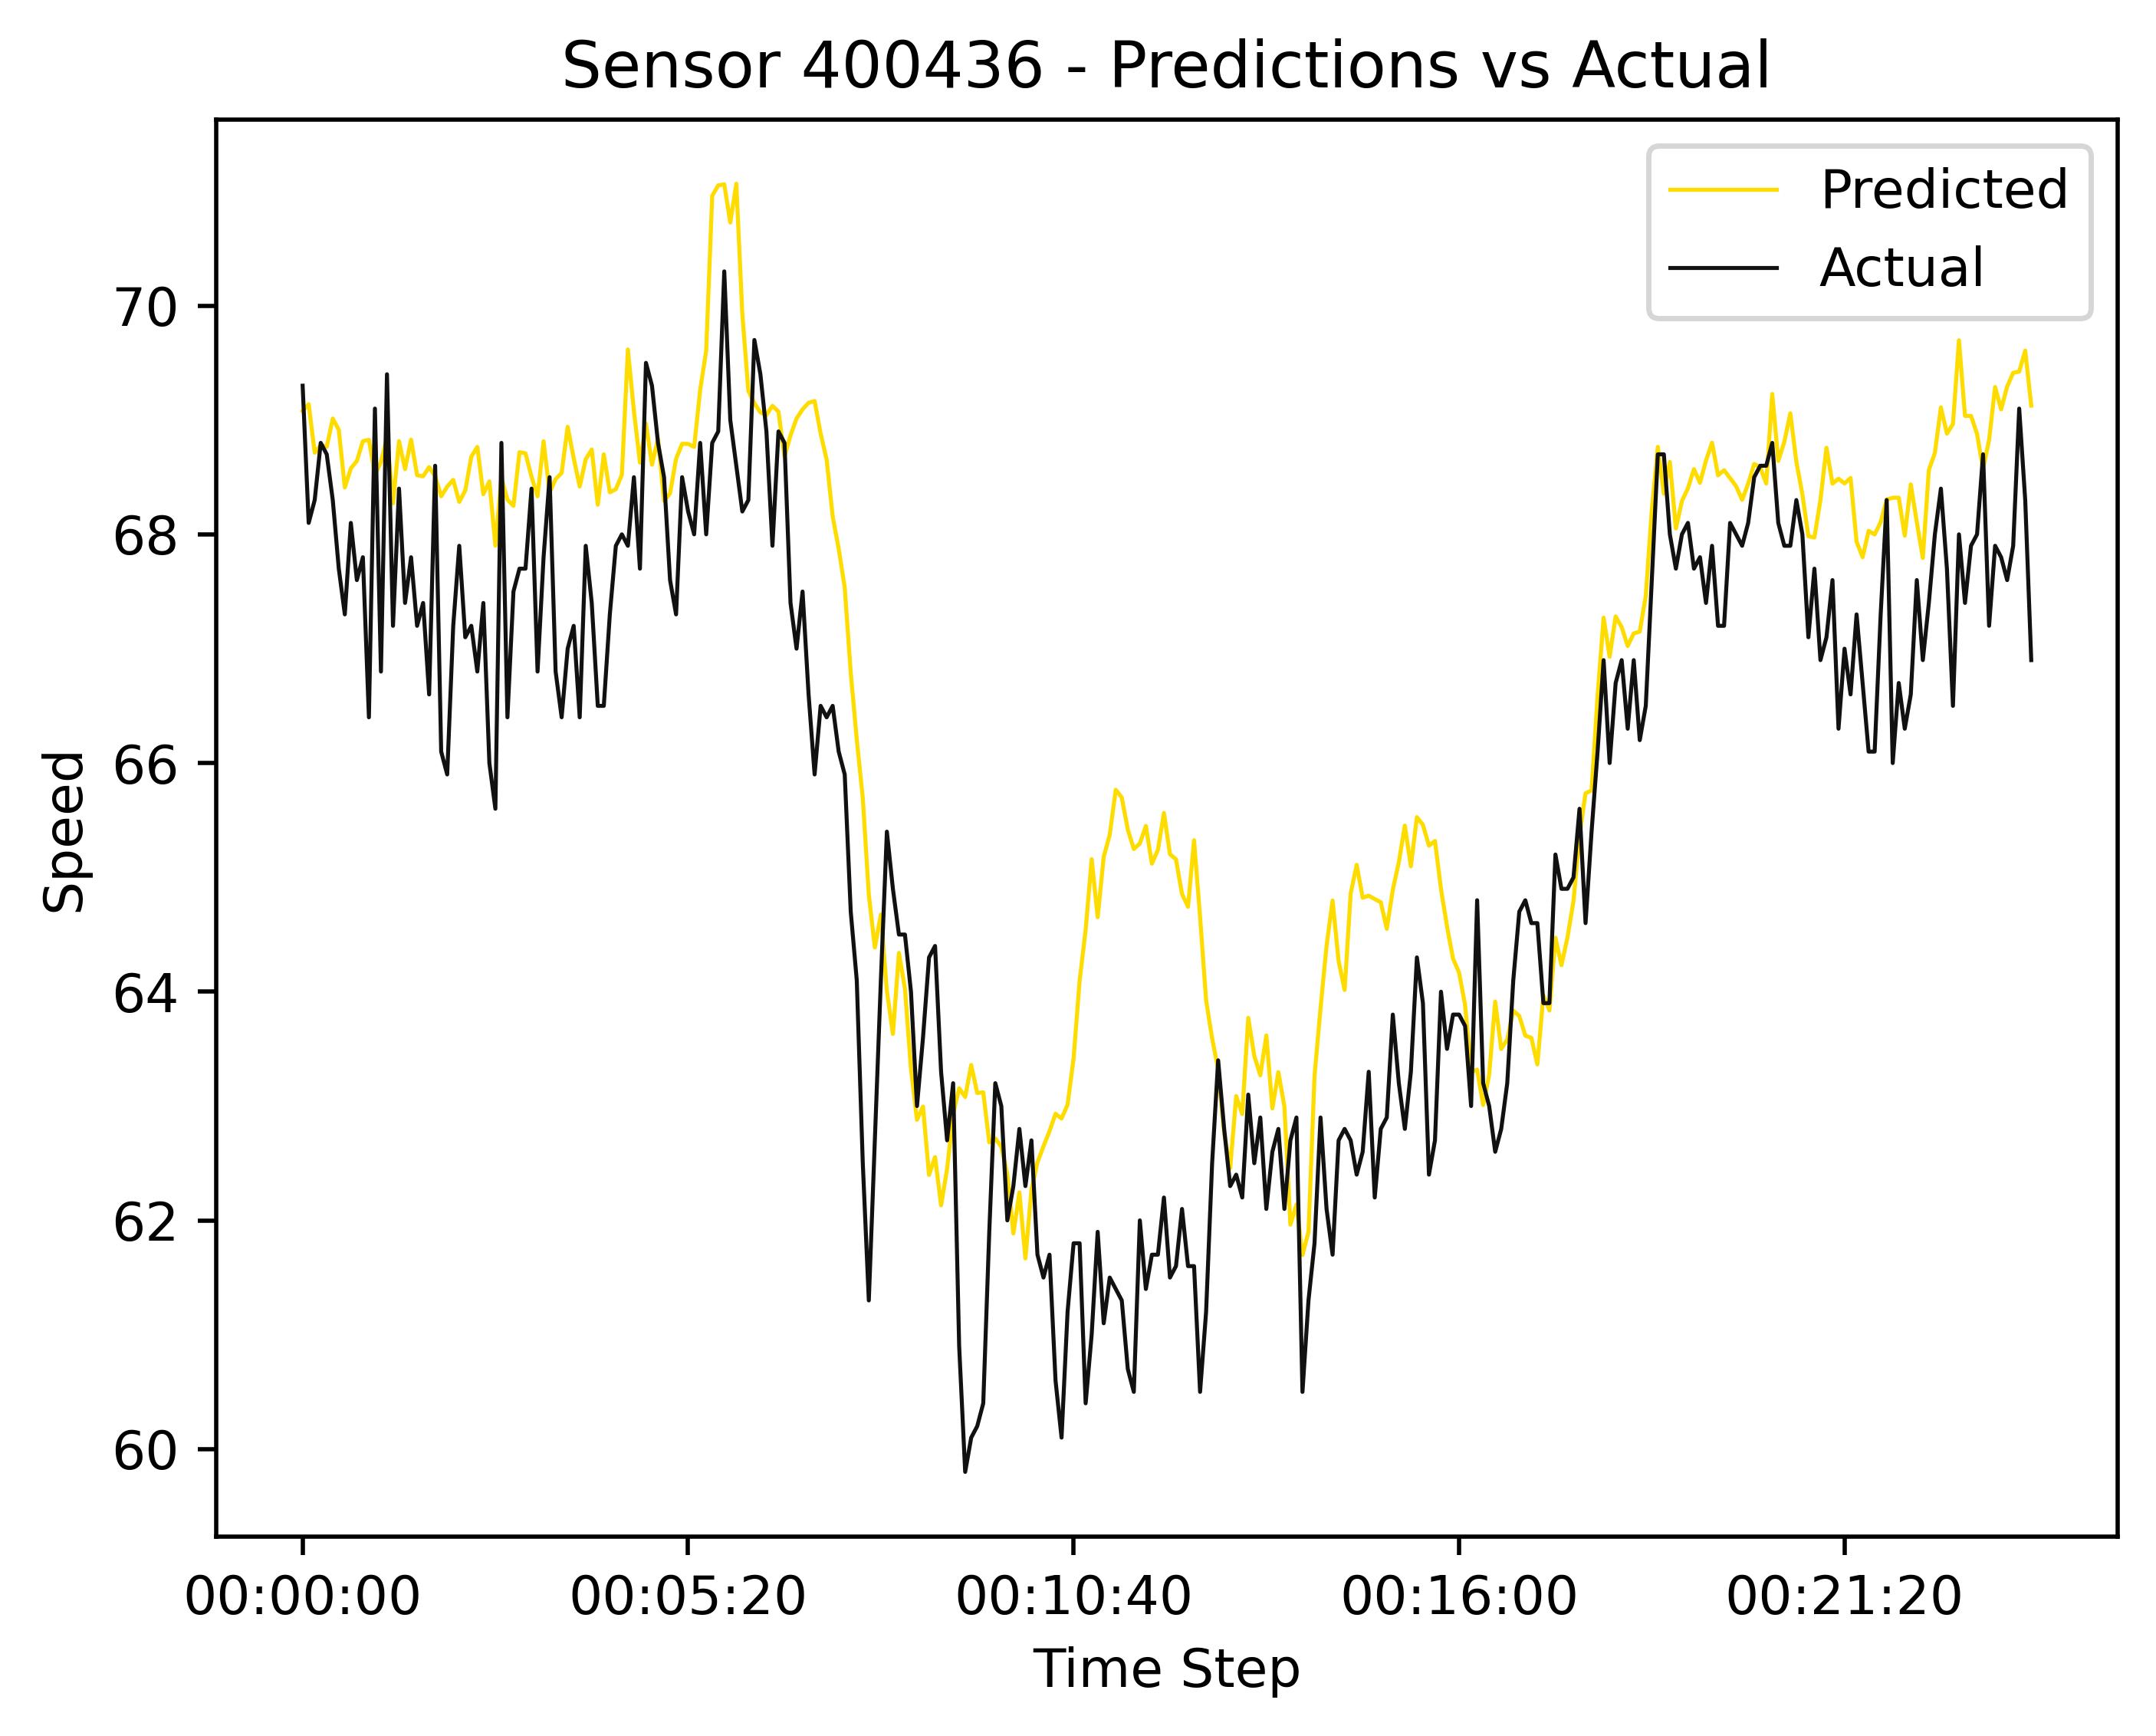 Sensor 400436 - Predictions vs Actual
Predicted
Actual
70
68
66
64
62
60
Speed
00:00:00 00:05:20 00:10:40 00:16:00 00:21:20
Time Step